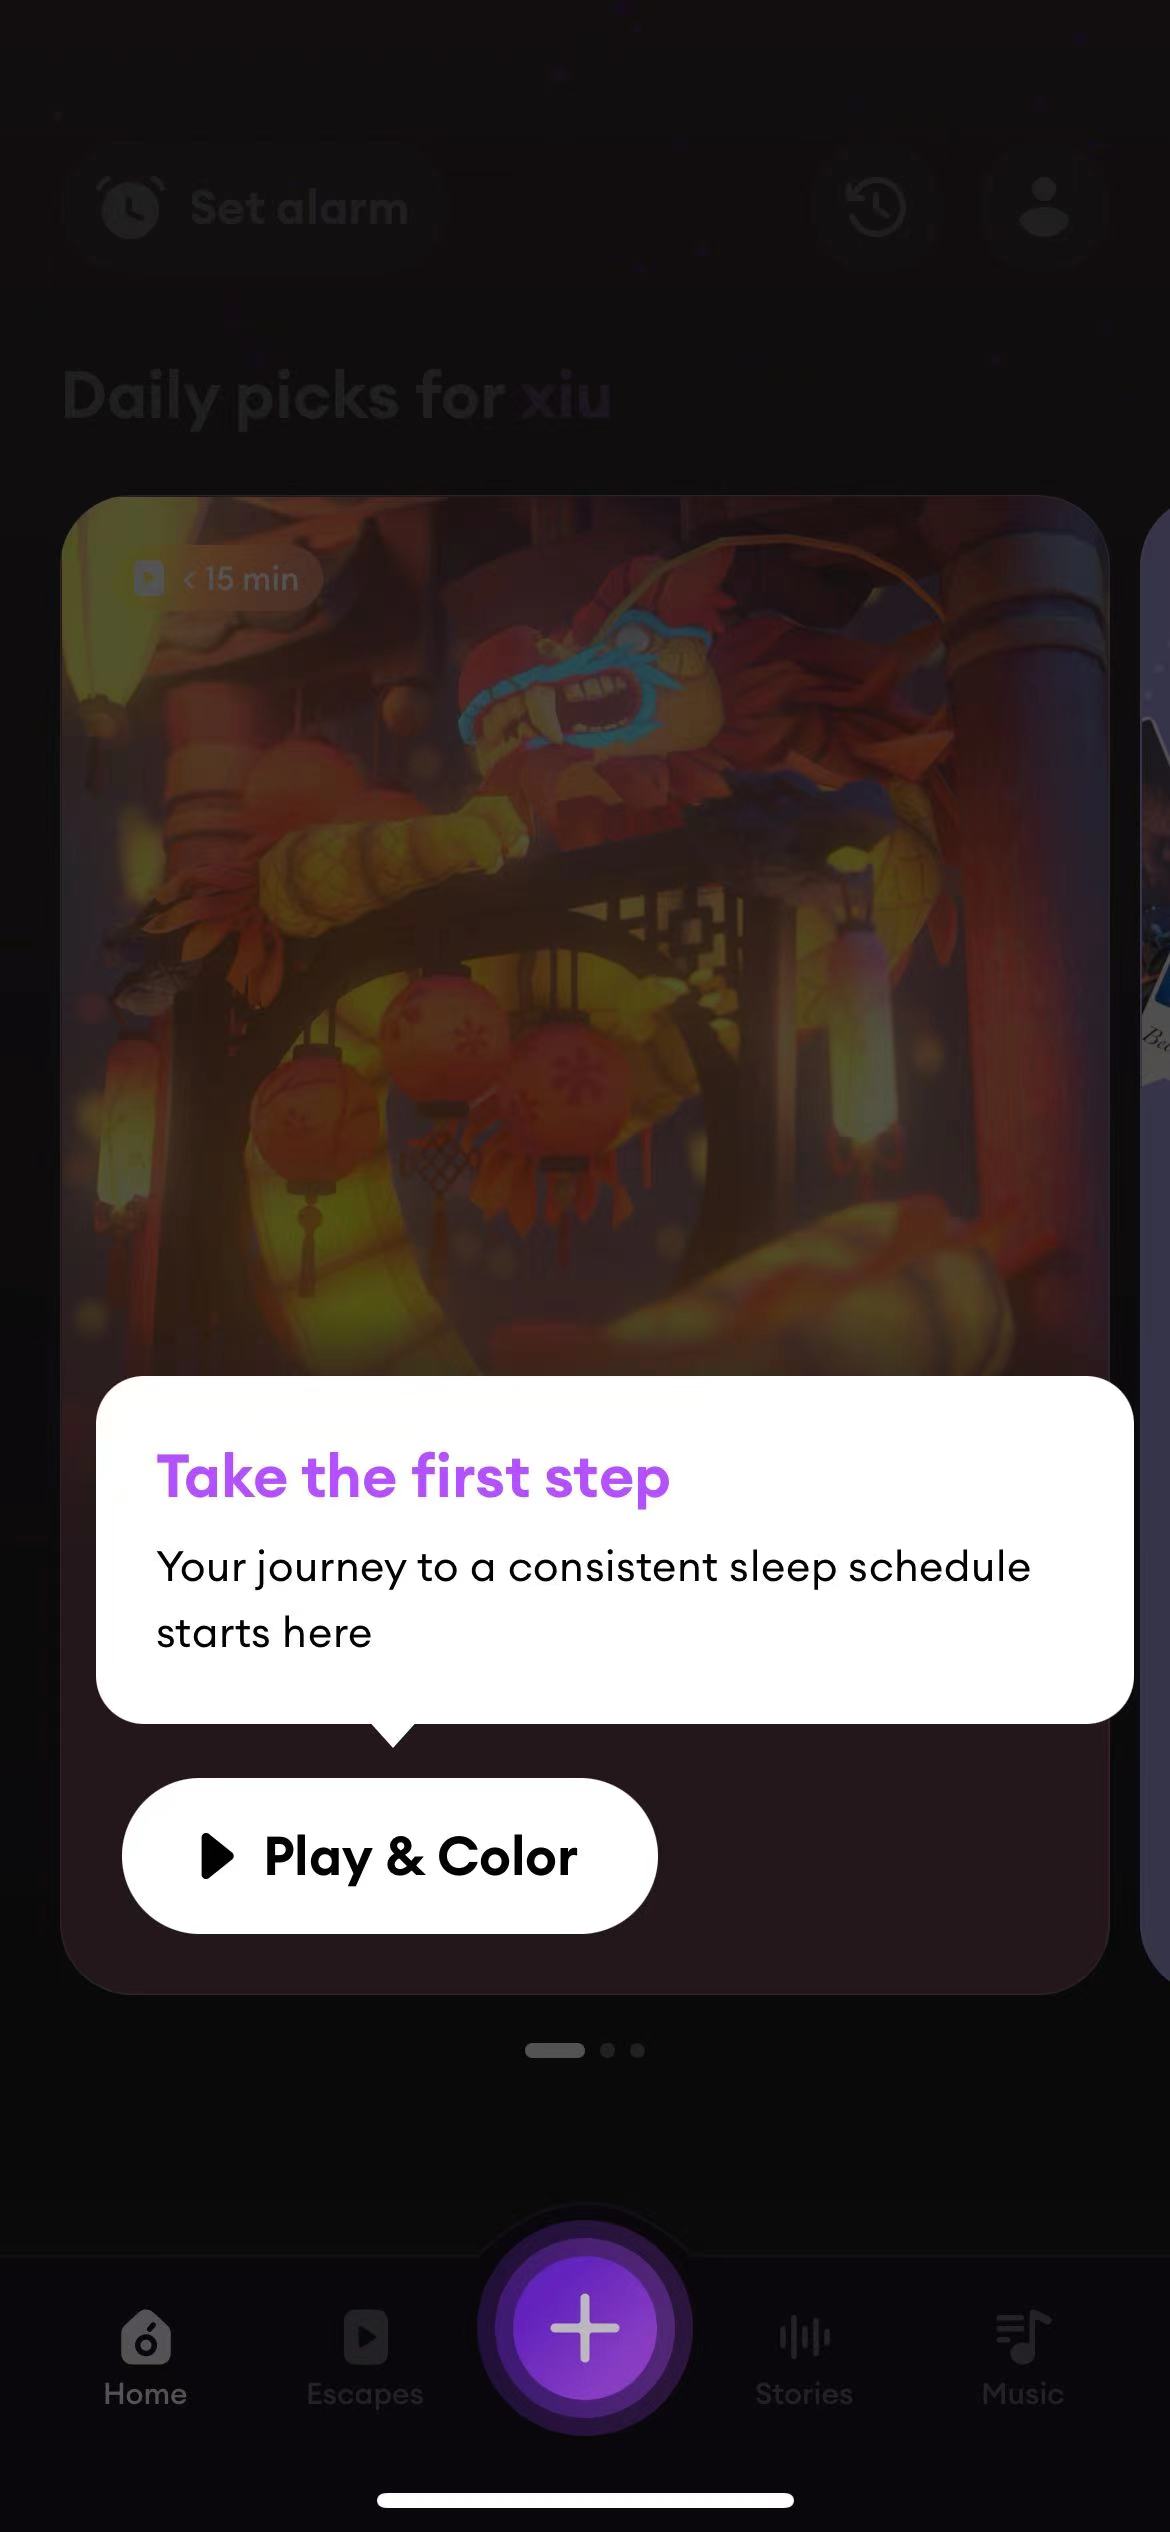 Set alarm
Daily picks for xiu
< 15 min
Take the first step
Your journey to a consistent sleep schedule
starts here
Play & Color
Home
Escapes
Stories
Music